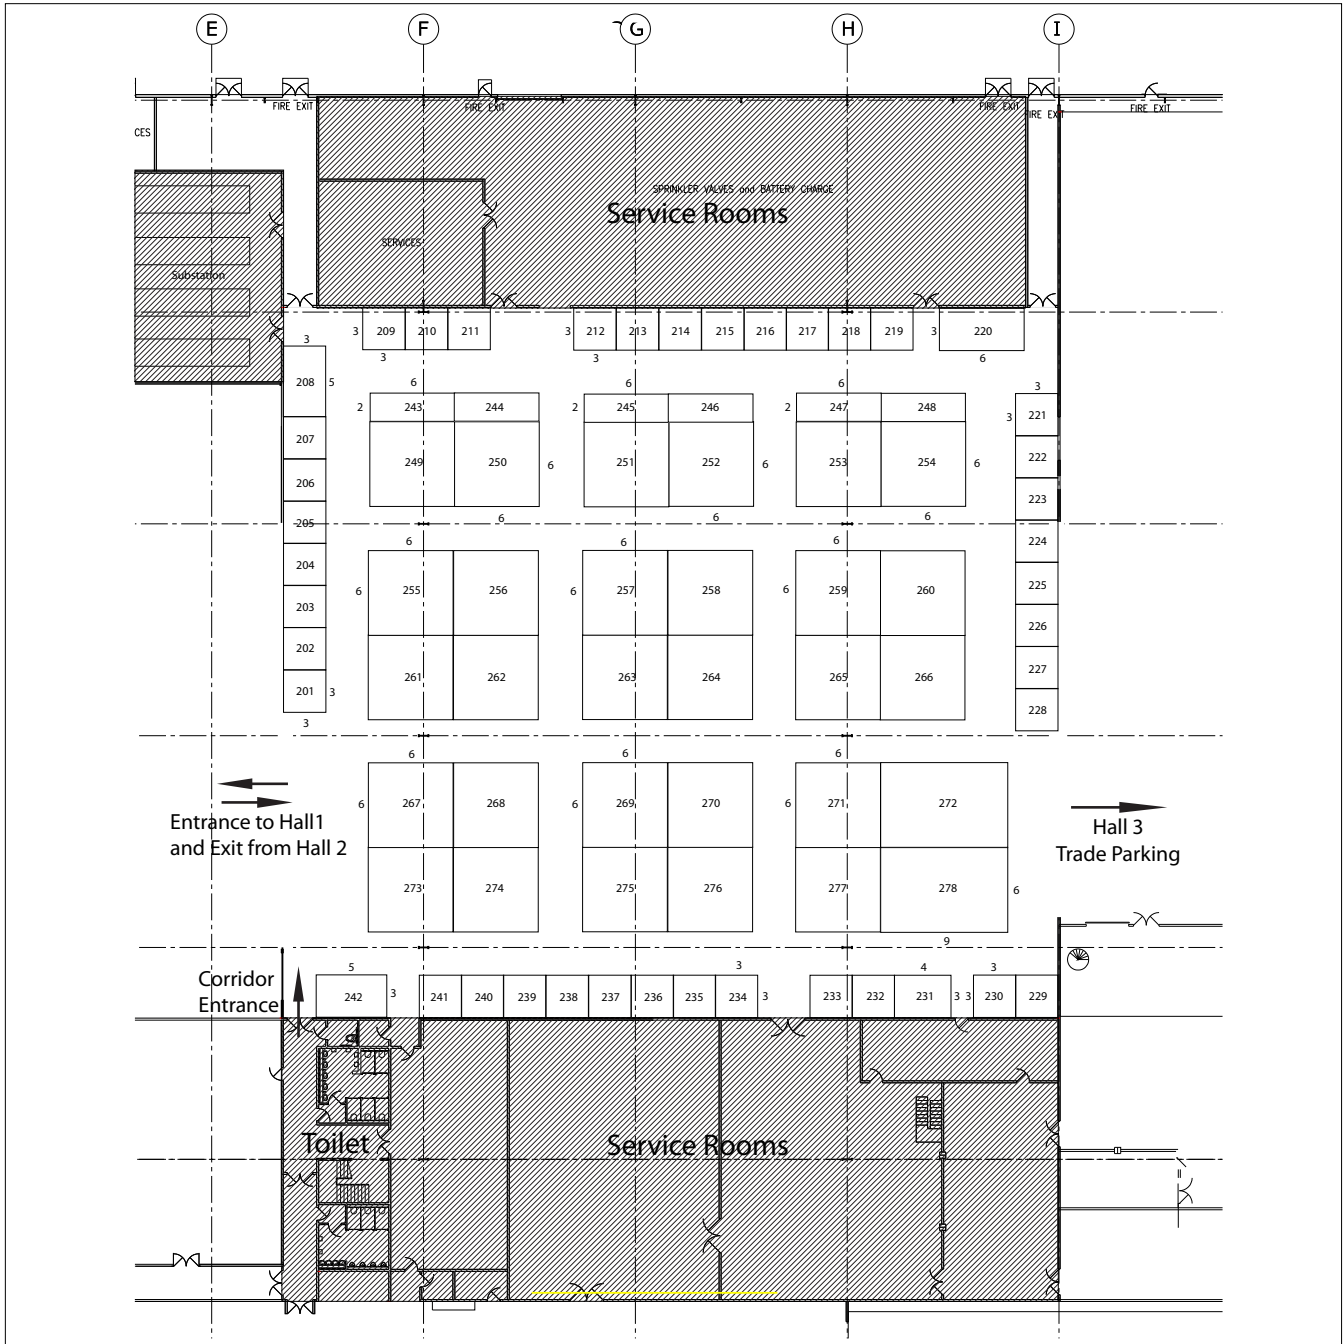 E F G H I
FIRE EXIT FIRE EXIT FIRE EXIT FIRE EXIT FIRE EXIT
CES
SPRINKLER VALVES and BATTERY CHARGE
Service Rooms
SERVICES
Substation
3 209 210 211 3 212 213 214 215 216 217 218 219 3 220
3 3 3 6
208 5
6 6 6 3
2 243 244 2 245 246 2 247 248
3 221
207
249 250 6 251 252 6 253 254 6
222
206
223
6 6 6
205
6 6 6
224
204
6 255 256 6 257 258 6 259 260
225
203
226
202
261 262 263 264 265 266
227
201 3
228
3
6 6 6
6 267 268 6 269 270 6 271 272
Entrance to Hall1
and Exit from Hall 2
Hall 3
Trade Parking
273 274 275 276 277 278 6
9
5 3 4 3
Corridor
Entrance
242 3 241 240 239 238 237 236 235 234 3 233 232 231 3 3 230 229
Toilet
Service Rooms